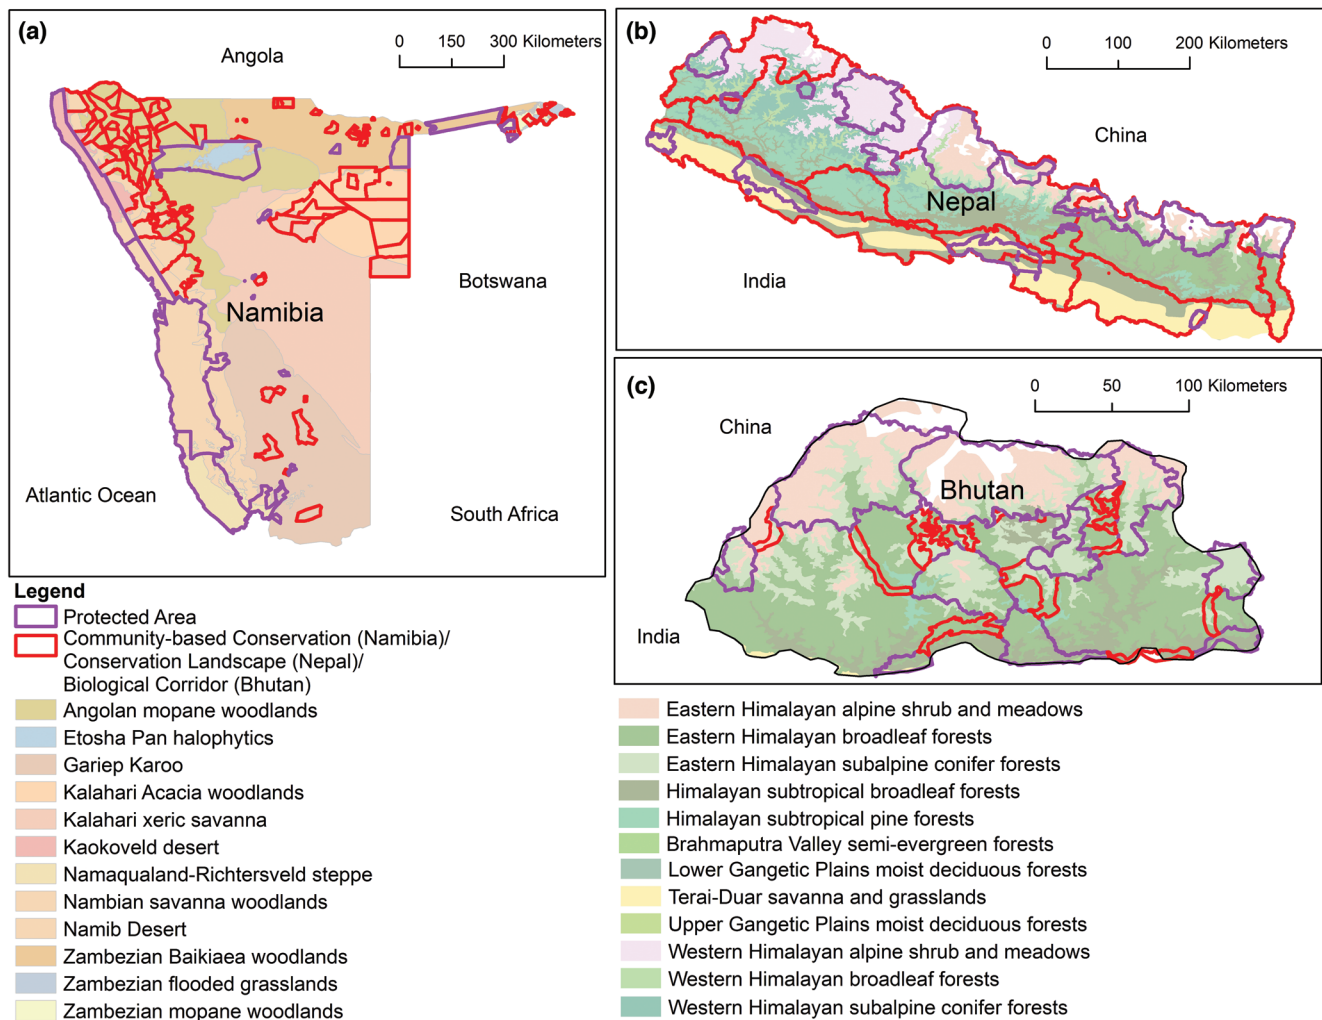 (a)
Angola
0 150 300 Kilometers
Namibia
Botswana
Atlantic Ocean
South Africa
(b)
0 100 200 Kilometers
China
Nepal
India
(c)
0 50 100 Kilometers
China
Bhutan
India
Legend
Protected Area
Community-based Conservation (Namibia)/
Conservation Landscape (Nepal)/
Biological Corridor (Bhutan)
Angolan mopane woodlands
Etosha Pan halophytics
Gariep Karoo
Kalahari Acacia woodlands
Kalahari xeric savanna
Kaokoveld desert
Namaqualand-Richtersveld steppe
Nambian savanna woodlands
Namib Desert
Zambezian Baikiaea woodlands
Zambezian flooded grasslands
Zambezian mopane woodlands
Eastern Himalayan alpine shrub and meadows
Eastern Himalayan broadleaf forests
Eastern Himalayan subalpine conifer forests
Himalayan subtropical broadleaf forests
Himalayan subtropical pine forests
Brahmaputra Valley semi-evergreen forests
Lower Gangetic Plains moist deciduous forests
Terai-Duar savanna and grasslands
Upper Gangetic Plains moist deciduous forests
Western Himalayan alpine shrub and meadows
Western Himalayan broadleaf forests
Western Himalayan subalpine conifer forests